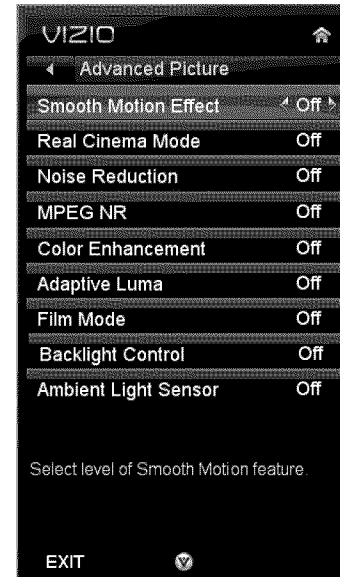 VIZIO
Advanced Picture
Smooth Motion Effect Off
Real Cinema Mode Off
Noise Reduction Off
MPEG NR Off
Color Enhancement Off
Adaptive Luma Off
Film Mode Off
Backlight Control Off
Ambient Light Sensor Off
Select level of Smooth Motion feature.
EXIT V